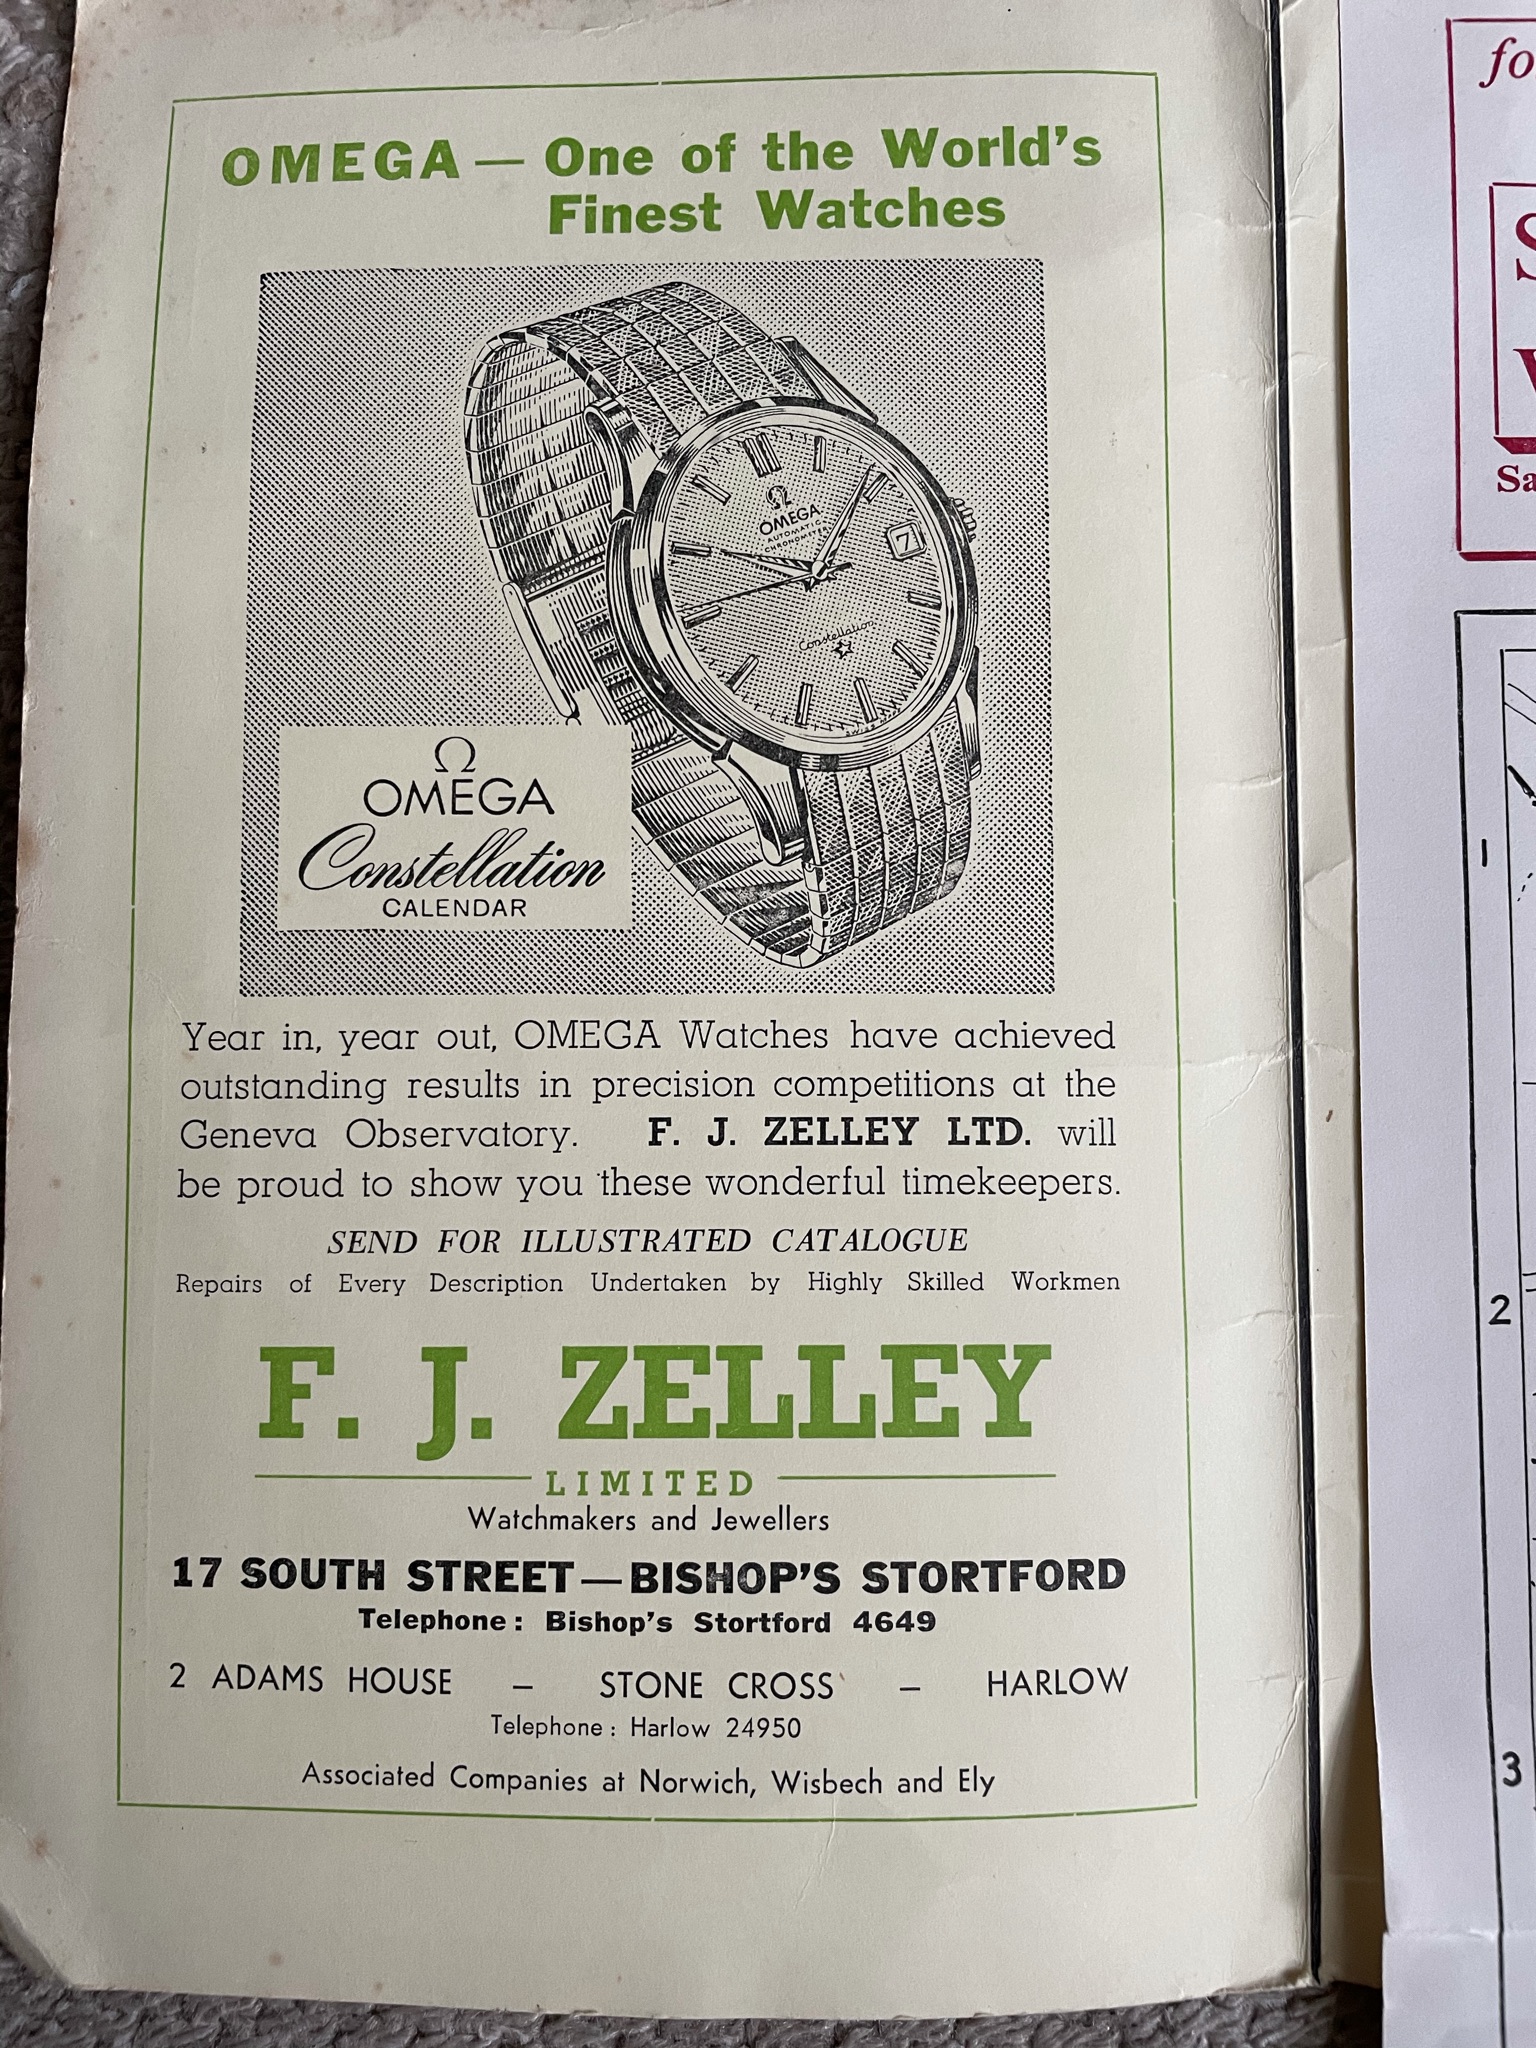 OMEGA — One of the World's
Finest Watches
Ω
OMEGA
AUTOMATIC
CHRONOMETER
7
Constellation
Ω
OMEGA
Constellation
CALENDAR
Year in, year out, OMEGA Watches have achieved
outstanding results in precision competitions at the
Geneva Observatory. F. J. ZELLEY LTD. will
be proud to show you these wonderful timekeepers.
SEND FOR ILLUSTRATED CATALOGUE
Repairs of Every Description Undertaken by Highly Skilled Workmen
F. J. ZELLEY
LIMITED
Watchmakers and Jewellers
17 SOUTH STREET — BISHOP'S STORTFORD
Telephone: Bishop's Stortford 4649
2 ADAMS HOUSE – STONE CROSS – HARLOW
Telephone: Harlow 24950
Associated Companies at Norwich, Wisbech and Ely
fo
S
Sa
1
2
3